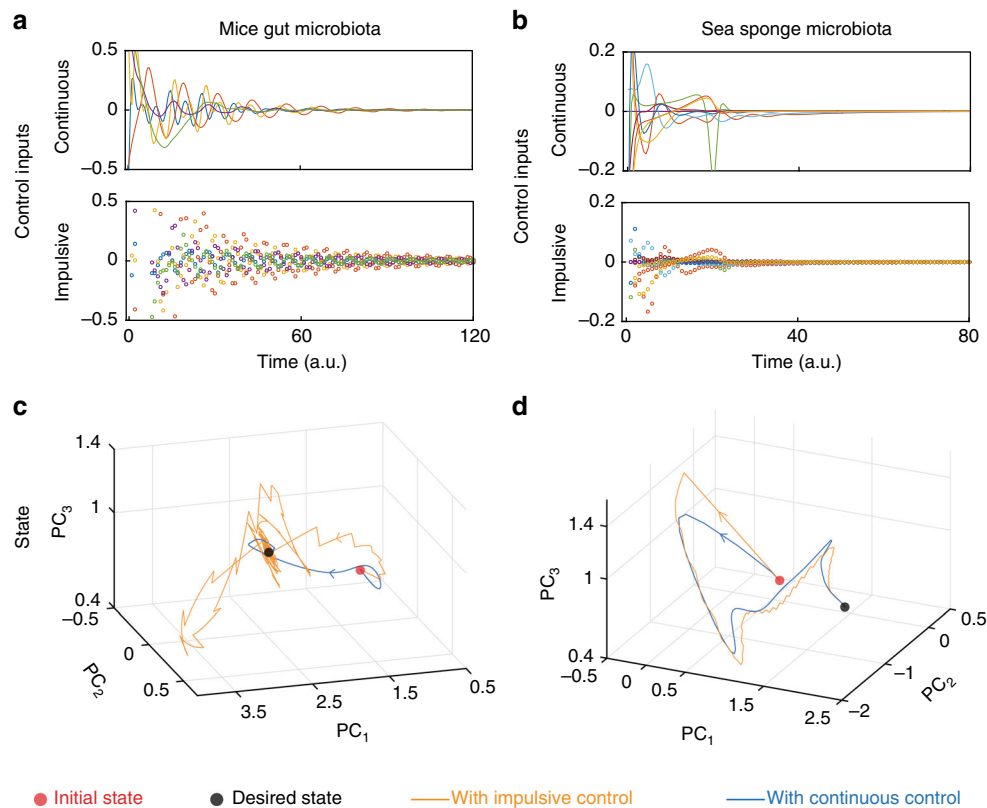 a
Mice gut microbiota
b
Sea sponge microbiota
Control inputs
Continuous
0.5
0
–0.5
Impulsive
0.5
0
–0.5
0
60
120
Time (a.u.)
Control inputs
Continuous
0.2
0
–0.2
Impulsive
0.2
0
–0.2
0
40
80
Time (a.u.)
c
State
PC3
1.4
1
0.4
–0.5
0
0.5
PC2
3.5
2.5
1.5
0.5
PC1
d
PC3
1.4
1
0.4
–0.5
0
0.5
1.5
2.5
PC1
–2
–1
0
0.5
PC2
Initial state
Desired state
With impulsive control
With continuous control